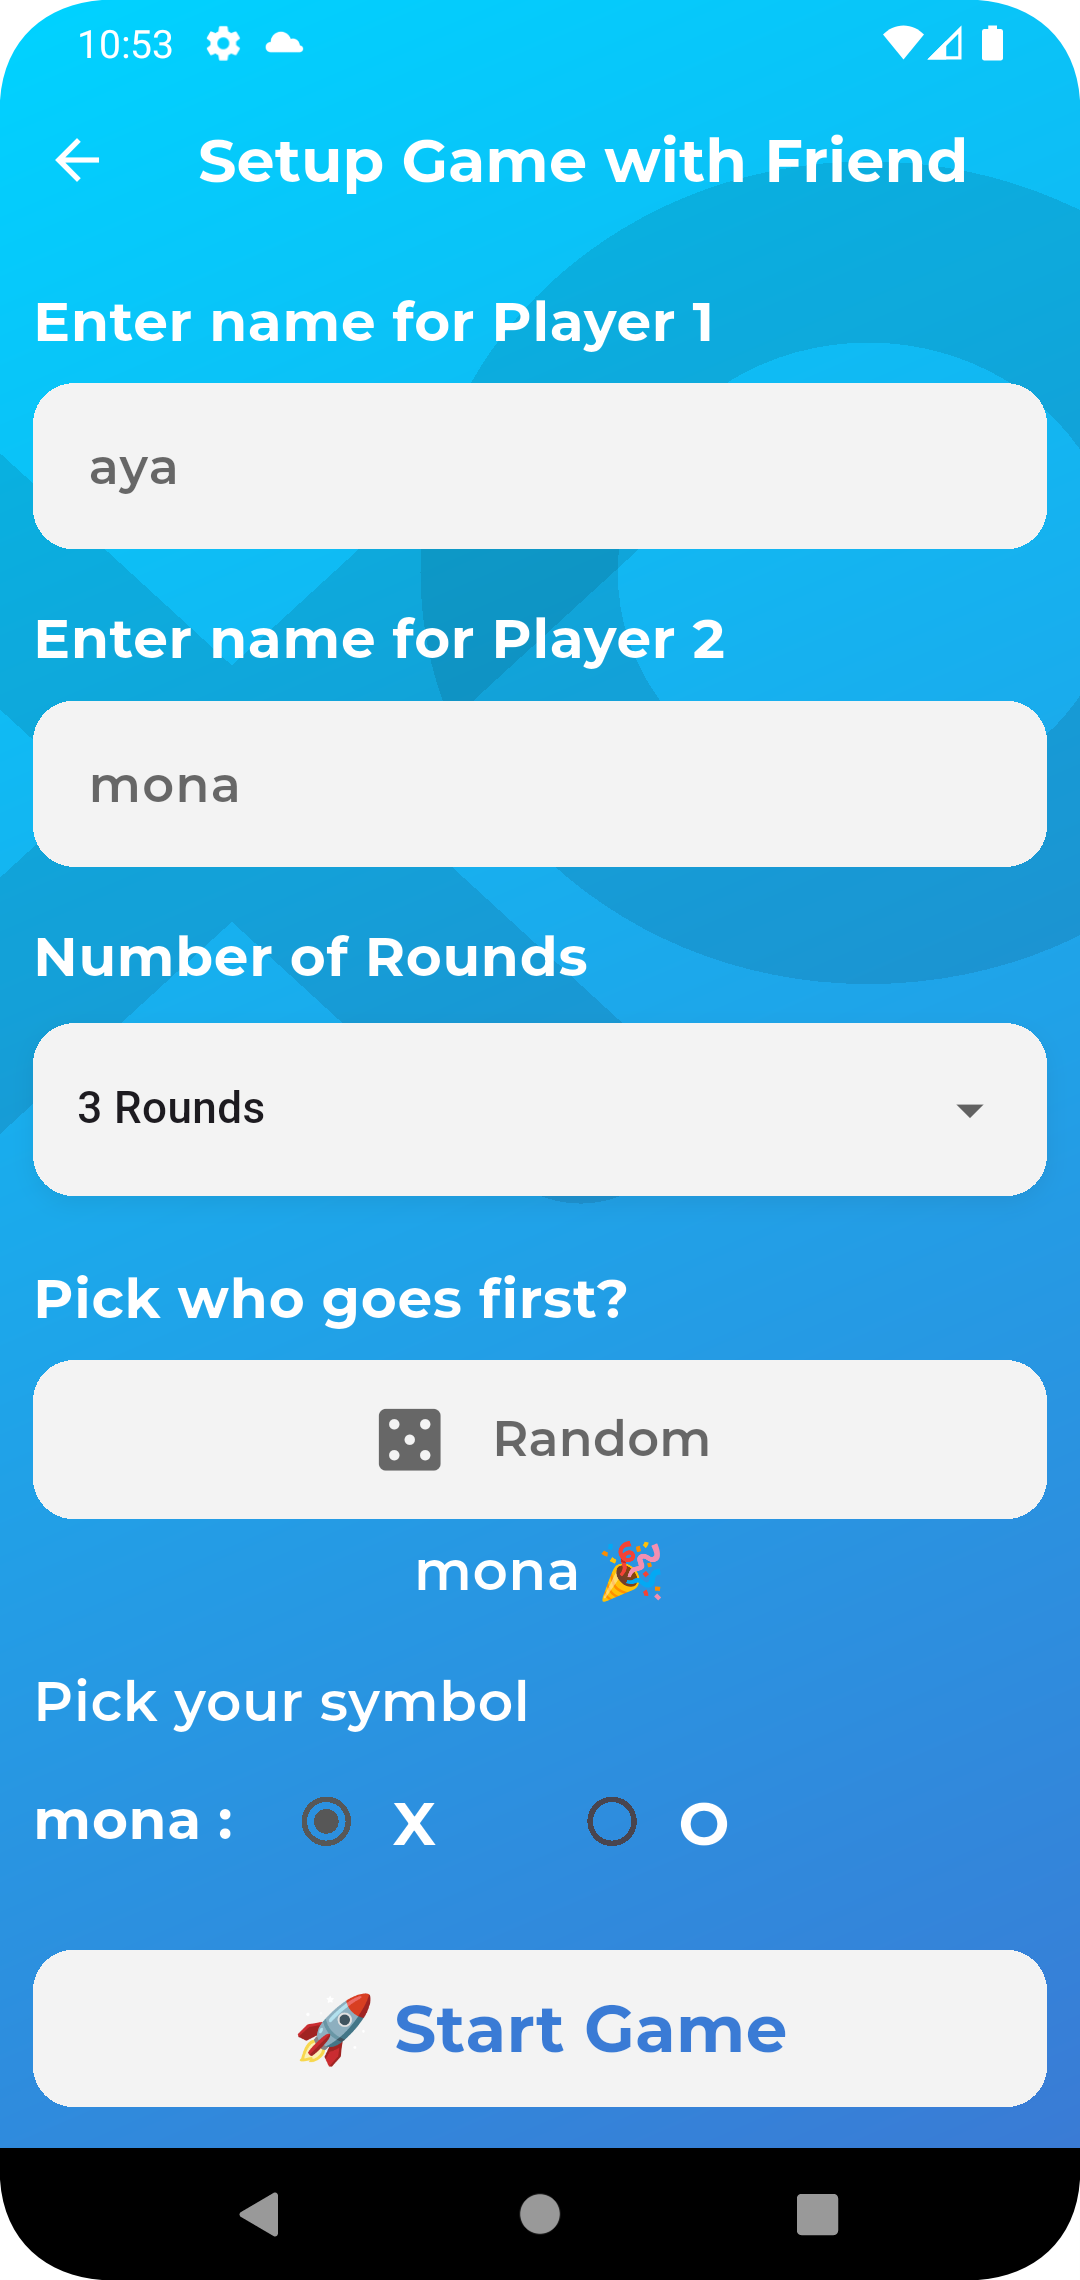 10:53
Setup Game with Friend
Enter name for Player 1
aya
Enter name for Player 2
mona
Number of Rounds
3 Rounds
Pick who goes first?
Random
mona 🎉
Pick your symbol
mona : X O
🚀 Start Game